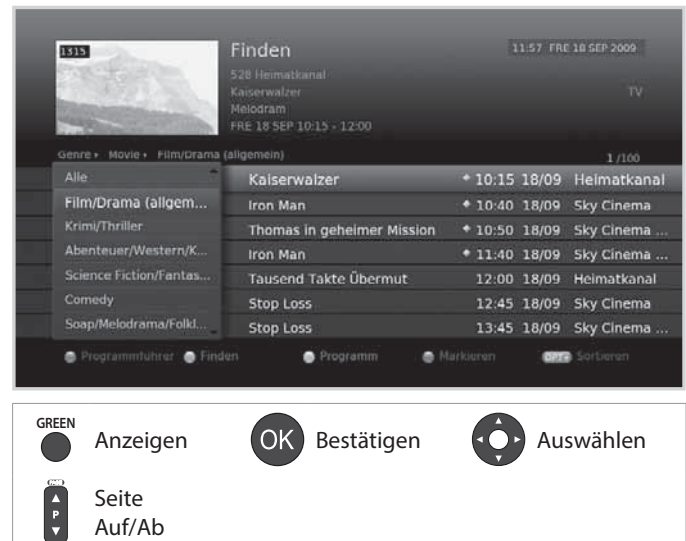 1315
Finden
11:57 FRE 18 SEP 2009
528 Heimatkanal
Kaiserwalzer
TV
Melodram
FRE 18 SEP 10:15 - 12:00
Genre Movie Film/Drama (allgemein)
1 /100
Alle
Kaiserwalzer 10:15 18/09 Heimatkanal
Film/Drama (allgem...
Iron Man 10:40 18/09 Sky Cinema
Krimi/Thriller
Thomas in geheimer Mission 10:50 18/09 Sky Cinema ...
Abenteuer/Western/K...
Iron Man 11:40 18/09 Sky Cinema ...
Science Fiction/Fantas...
Tausend Takte Übermut 12:00 18/09 Heimatkanal
Comedy
Stop Loss 12:45 18/09 Sky Cinema
Soap/Melodrama/Folkl...
Stop Loss 13:45 18/09 Sky Cinema ...
Programmführer Finden Programm Markieren OPT+ Sortieren
GREEN
Anzeigen OK Bestätigen Auswählen
PAGE
P
Seite
Auf/Ab